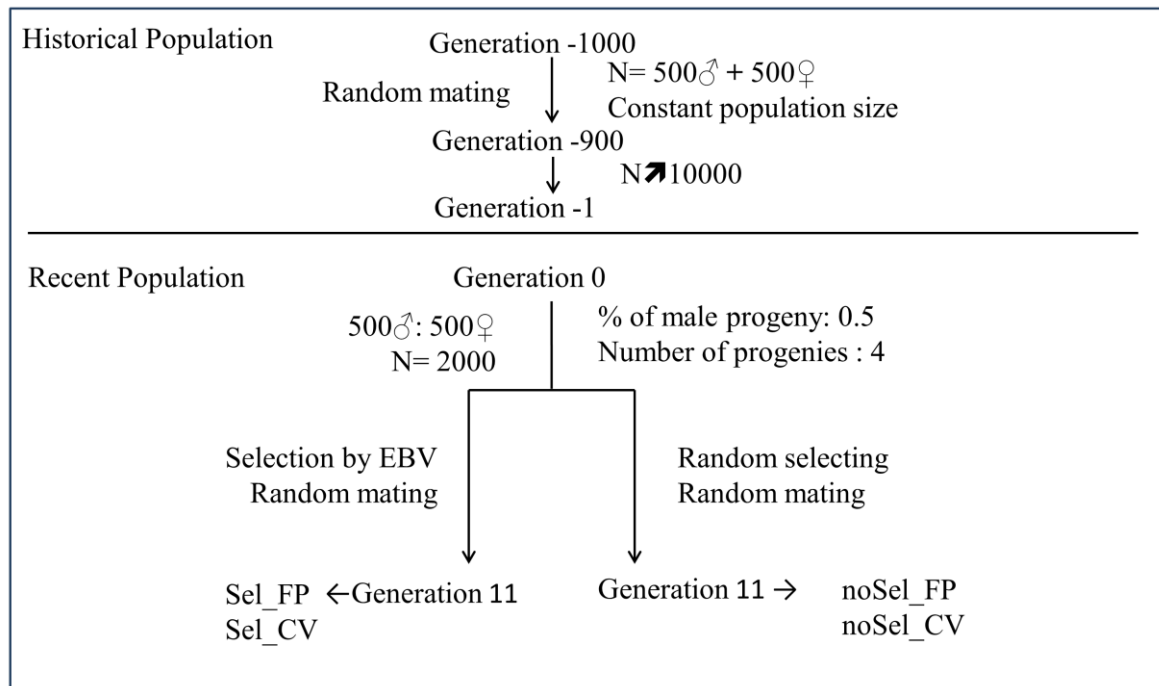 Historical Population
Generation -1000
Random mating
N= 500♂ + 500♀
Constant population size
Generation -900
N↗10000
Generation -1
Recent Population
Generation 0
500♂: 500♀
N= 2000
% of male progeny: 0.5
Number of progenies : 4
Selection by EBV
Random mating
Random selecting
Random mating
Sel_FP ←Generation 11
Sel_CV
Generation 11 → noSel_FP
noSel_CV